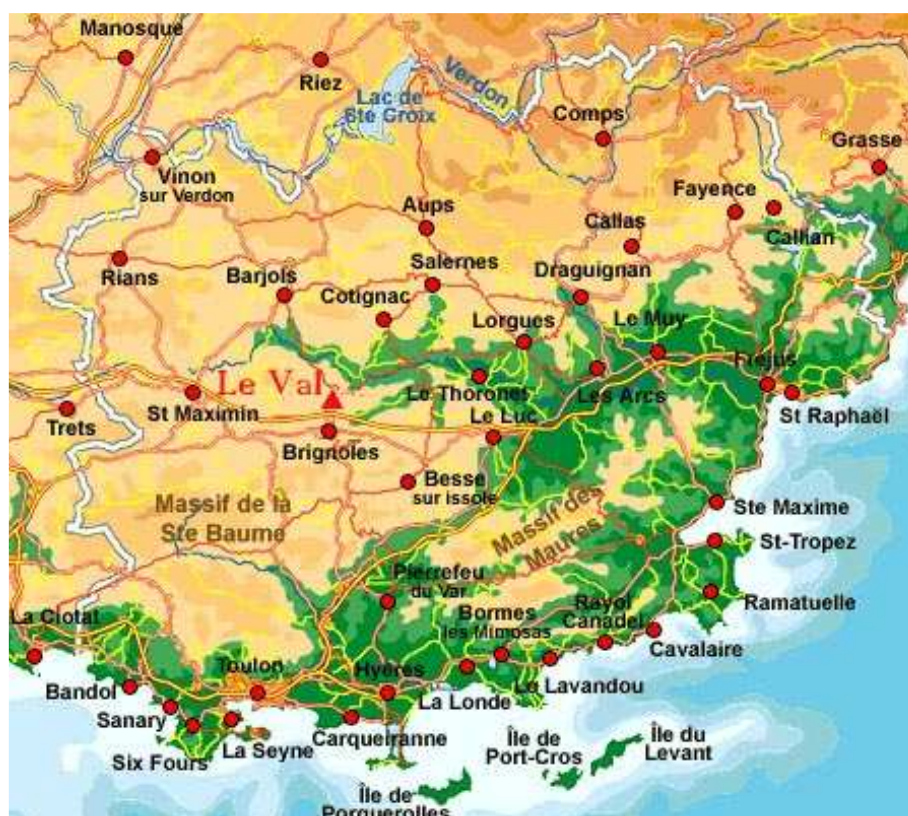 Manosque
Riez
Verdon
Lac de
Ste Croix
Comps
Grasse
Vinon
sur Verdon
Fayence
Aups
Callas
Callian
Rians
Salernes
Draguignan
Barjols
Cotignac
Lorgues
Le Muy
Fréjus
Le Val
St Maximin
Le Thoronet
Les Arcs
St Raphaël
Trets
Le Luc
Brignoles
Besse
sur issole
Massif de la
Ste Baume
Massif des
Maures
Ste Maxime
St-Tropez
Pierrefeu
du Var
Ramatuelle
La Ciotat
Bormes
les Mimosas
Rayol
Canadel
Cavalaire
Toulon
Hyères
Bandol
La Londe
Le Lavandou
Sanary
Six Fours
La Seyne
Carqueiranne
Île de
Port-Cros
Île du
Levant
Île de
Porquerolles